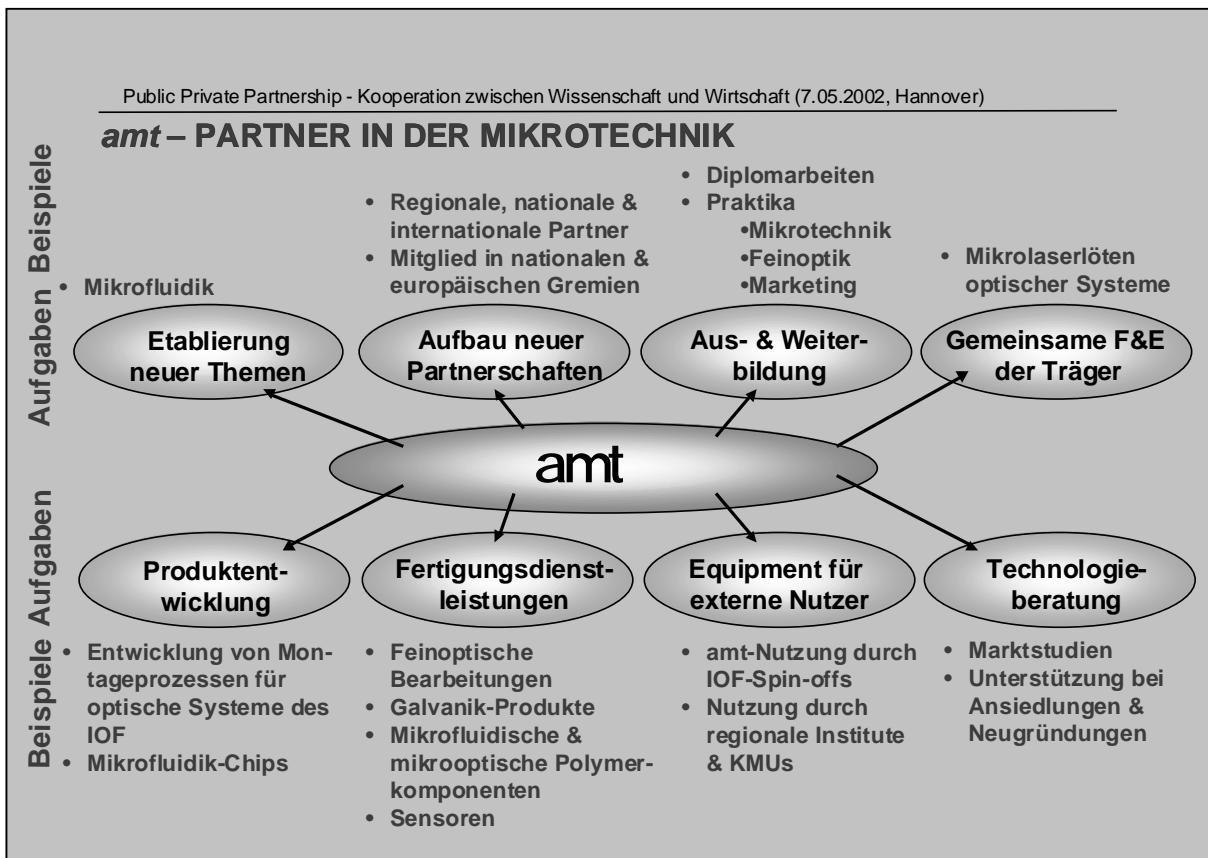 Public Private Partnership - Kooperation zwischen Wissenschaft und Wirtschaft (7.05.2002, Hannover)
amt – PARTNER IN DER MIKROTECHNIK
Aufgaben Beispiele
• Mikrofluidik
Etablierung
neuer Themen
• Regionale, nationale &
internationale Partner
• Mitglied in nationalen &
europäischen Gremien
Aufbau neuer
Partnerschaften
• Diplomarbeiten
• Praktika
•Mikrotechnik
•Feinoptik
•Marketing
Aus- & Weiter-
bildung
• Mikrolaserlöten
optischer Systeme
Gemeinsame F&E
der Träger
amt
Beispiele Aufgaben
Produktent-
wicklung
• Entwicklung von Mon-
tageprozessen für
optische Systeme des
IOF
• Mikrofluidik-Chips
Fertigungsdienst-
leistungen
• Feinoptische
Bearbeitungen
• Galvanik-Produkte
• Mikrofluidische &
mikrooptische Polymer-
komponenten
• Sensoren
Equipment für
externe Nutzer
• amt-Nutzung durch
IOF-Spin-offs
• Nutzung durch
regionale Institute
& KMUs
Technologie-
beratung
• Marktstudien
• Unterstützung bei
Ansiedlungen &
Neugründungen